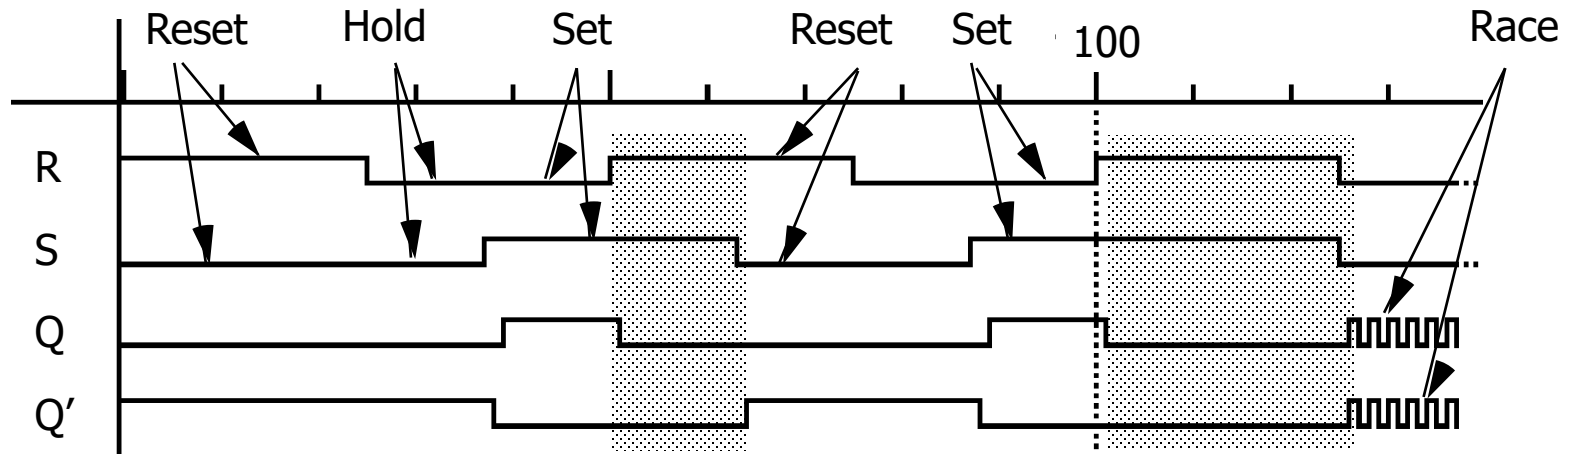 Reset Hold Set Reset Set 100 Race
R
S
Q
Q’